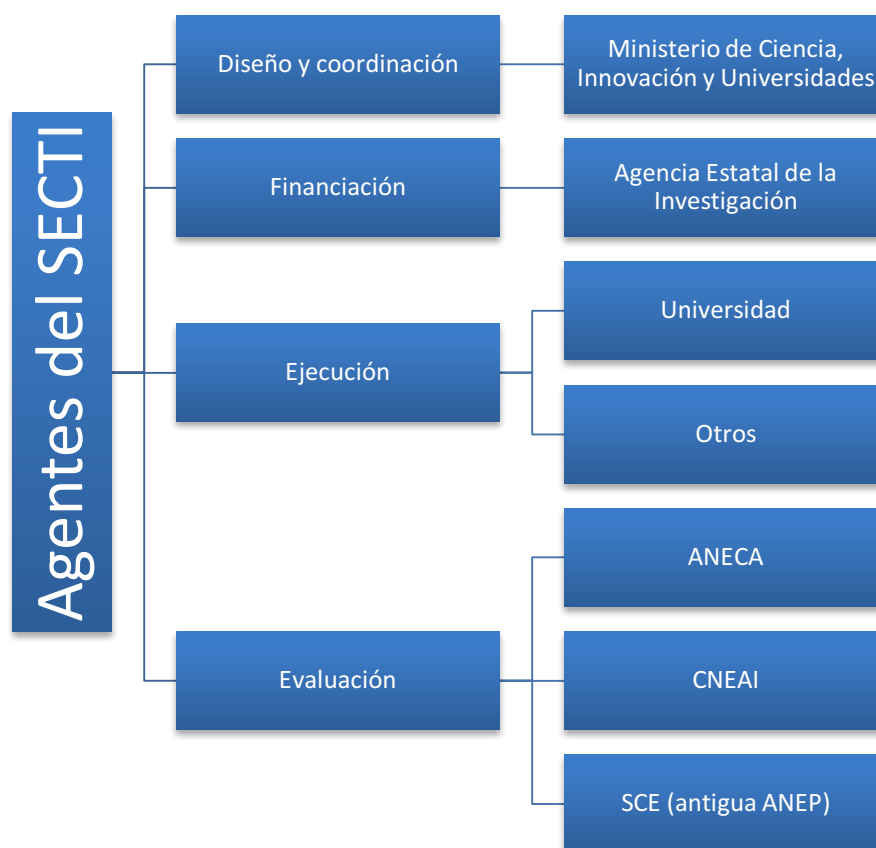 Agentes del SECTI
Diseño y coordinación
Ministerio de Ciencia,
Innovación y Universidades
Financiación
Agencia Estatal de la
Investigación
Ejecución
Universidad
Otros
Evaluación
ANECA
CNEAI
SCE (antigua ANEP)